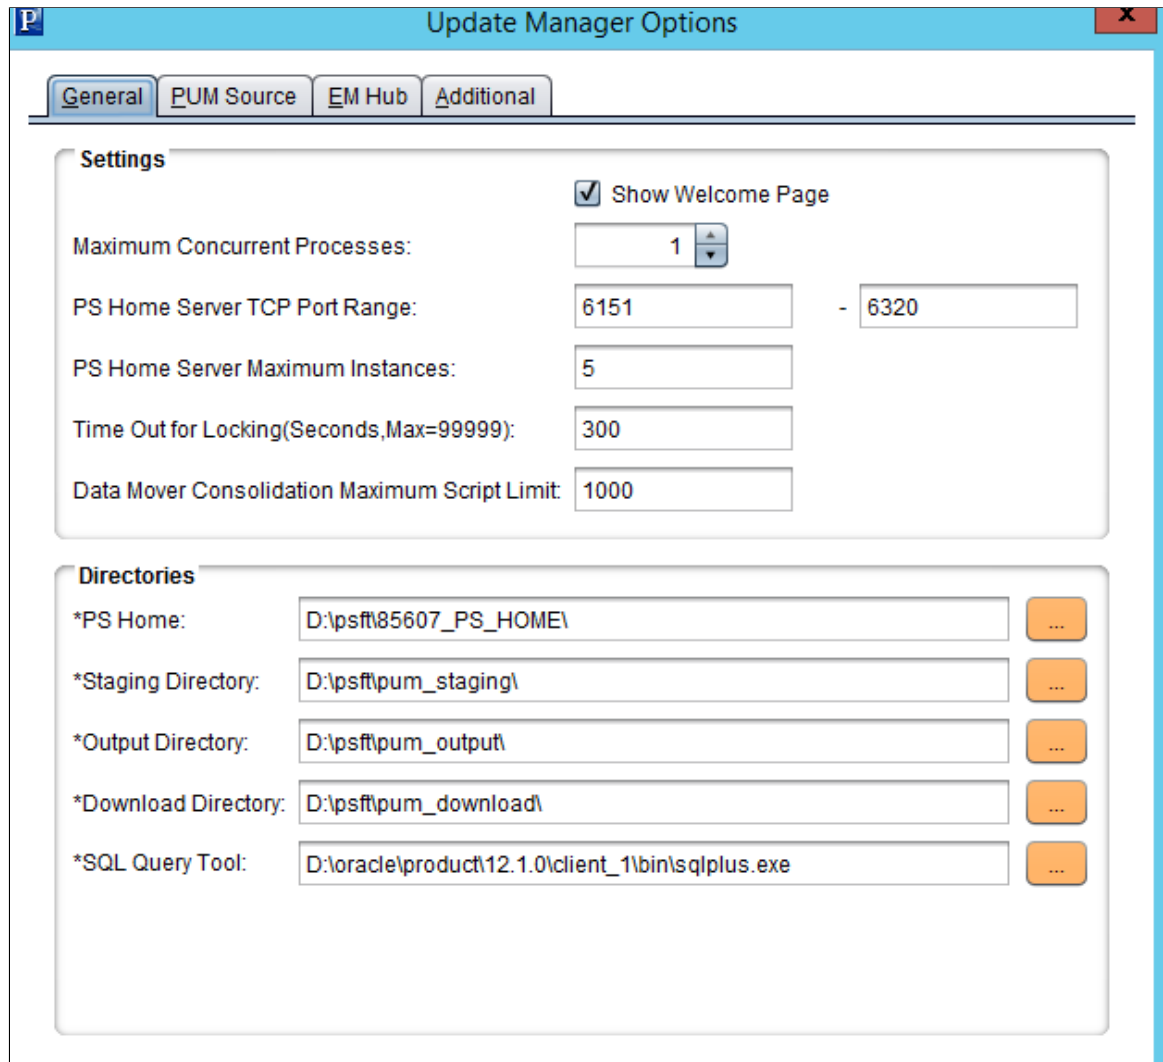 P Update Manager Options X
General PUM Source EM Hub Additional
Settings
Show Welcome Page
Maximum Concurrent Processes: 1
PS Home Server TCP Port Range: 6151 - 6320
PS Home Server Maximum Instances: 5
Time Out for Locking(Seconds,Max=99999): 300
Data Mover Consolidation Maximum Script Limit: 1000
Directories
*PS Home: D:\psft\85607_PS_HOME\ ...
*Staging Directory: D:\psft\pum_staging\ ...
*Output Directory: D:\psft\pum_output\ ...
*Download Directory: D:\psft\pum_download\ ...
*SQL Query Tool: D:\oracle\product\12.1.0\client_1\bin\sqlplus.exe ...